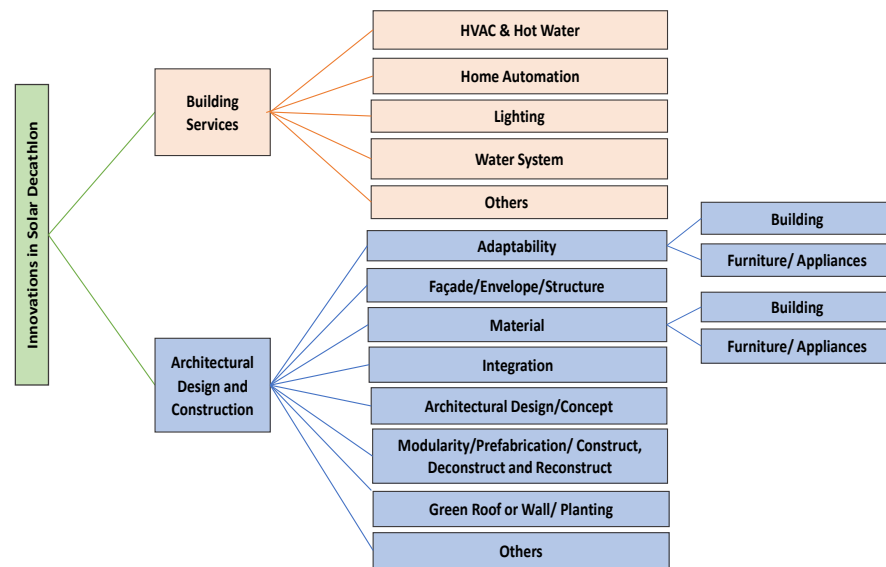 Innovations in Solar Decathlon
Building
Services
HVAC & Hot Water
Home Automation
Lighting
Water System
Others
Architectural
Design and
Construction
Adaptability
Building
Furniture/ Appliances
Façade/Envelope/Structure
Material
Building
Furniture/ Appliances
Integration
Architectural Design/Concept
Modularity/Prefabrication/ Construct,
Deconstruct and Reconstruct
Green Roof or Wall/ Planting
Others